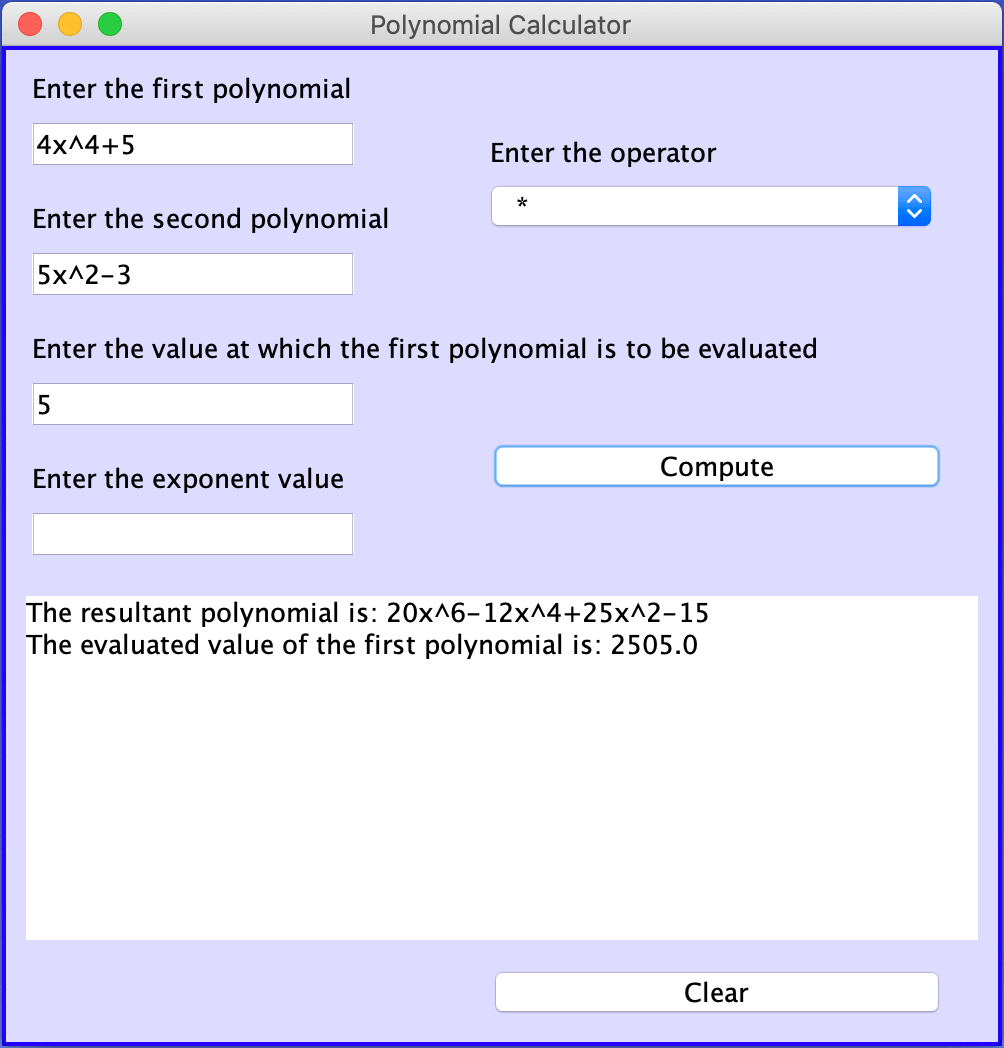 Polynomial Calculator
Enter the first polynomial
4x^4+5
Enter the operator
*
Enter the second polynomial
5x^2-3
Enter the value at which the first polynomial is to be evaluated
5
Compute
Enter the exponent value
The resultant polynomial is: 20x^6-12x^4+25x^2-15
The evaluated value of the first polynomial is: 2505.0
Clear